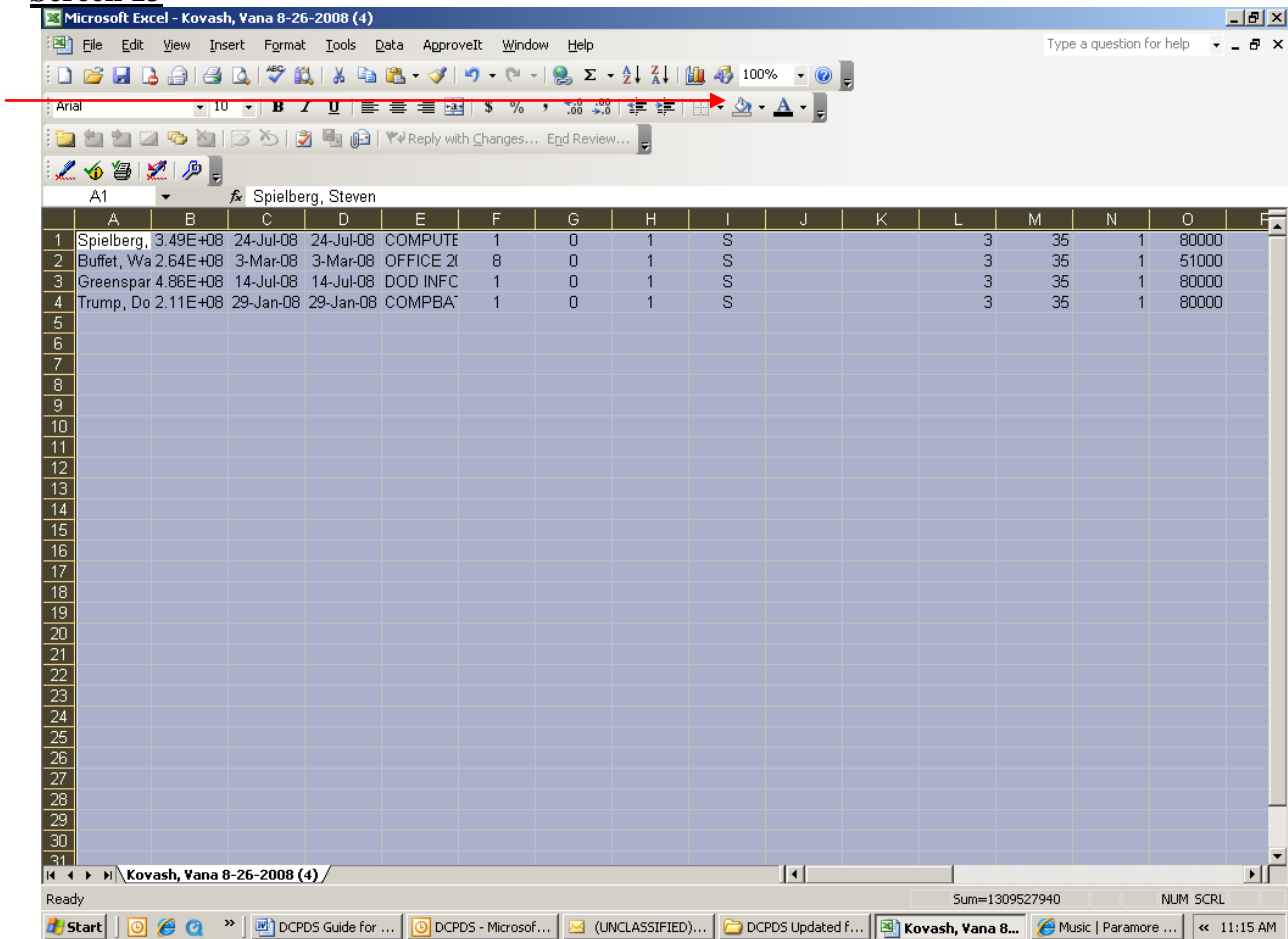 Microsoft Excel - Kovash, Vana 8-26-2008 (4)
File Edit View Insert Format Tools Data ApproveIt Window Help Type a question for help
ABC Σ A Z Z A 100%
Arial 10 B I U $ % , .0 .00 .00 .0 A
Reply with Changes... End Review...
A1 fx Spielberg, Steven
A B C D E F G H I J K L M N O
1 Spielberg, 3.49E+08 24-Jul-08 24-Jul-08 COMPUTE 1 0 1 S 3 35 1 80000
2 Buffet, Wa 2.64E+08 3-Mar-08 3-Mar-08 OFFICE 20 8 0 1 S 3 35 1 51000
3 Greenspan 4.86E+08 14-Jul-08 14-Jul-08 DOD INFO 1 0 1 S 3 35 1 80000
4 Trump, Do 2.11E+08 29-Jan-08 29-Jan-08 COMPBAT 1 0 1 S 3 35 1 80000
5
6
7
8
9
10
11
12
13
14
15
16
17
18
19
20
21
22
23
24
25
26
27
28
29
30
31
Kovash, Vana 8-26-2008 (4)
Ready Sum=1309527940 NUM SCRL
Start » DCPDS Guide for ... DCPDS - Microsof... (UNCLASSIFIED)... DCPDS Updated f... Kovash, Vana 8... Music | Paramore ... « 11:15 AM